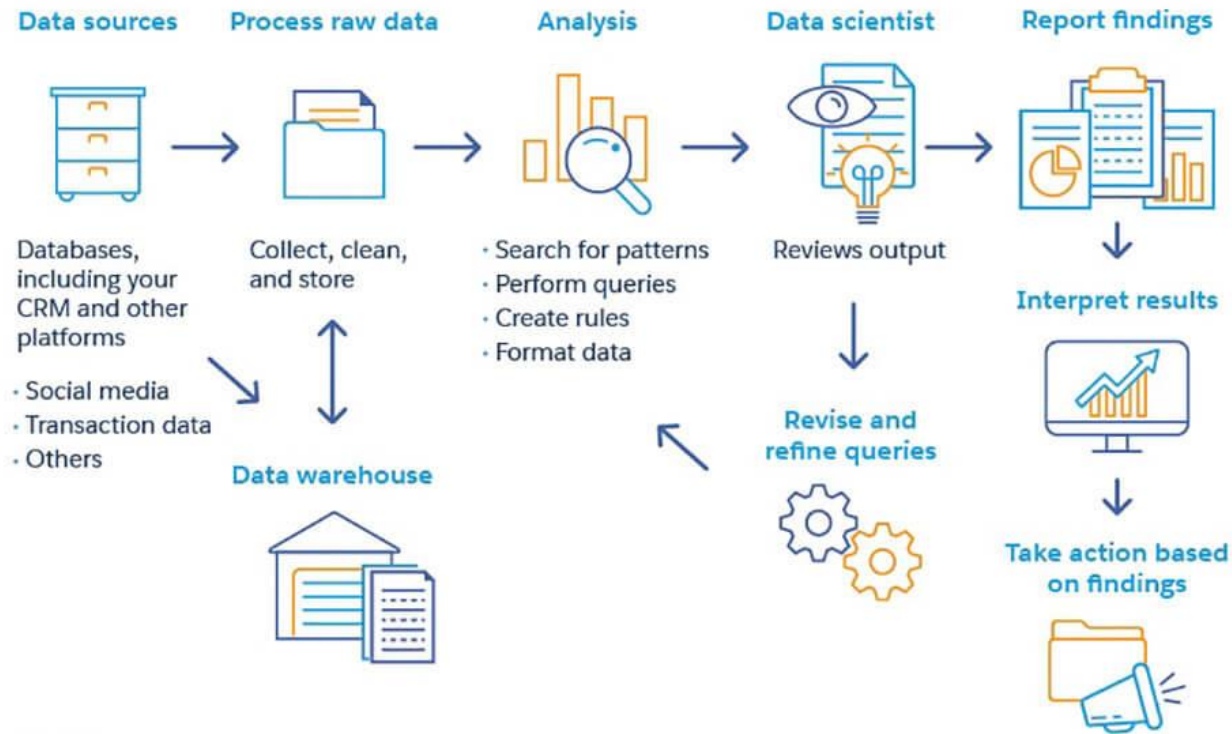 Data sources
Process raw data
Analysis
Data scientist
Report findings
Databases,
including your
CRM and other
platforms
· Social media
· Transaction data
· Others
Collect, clean,
and store
Data warehouse
· Search for patterns
· Perform queries
· Create rules
· Format data
Reviews output
Revise and
refine queries
Interpret results
Take action based
on findings